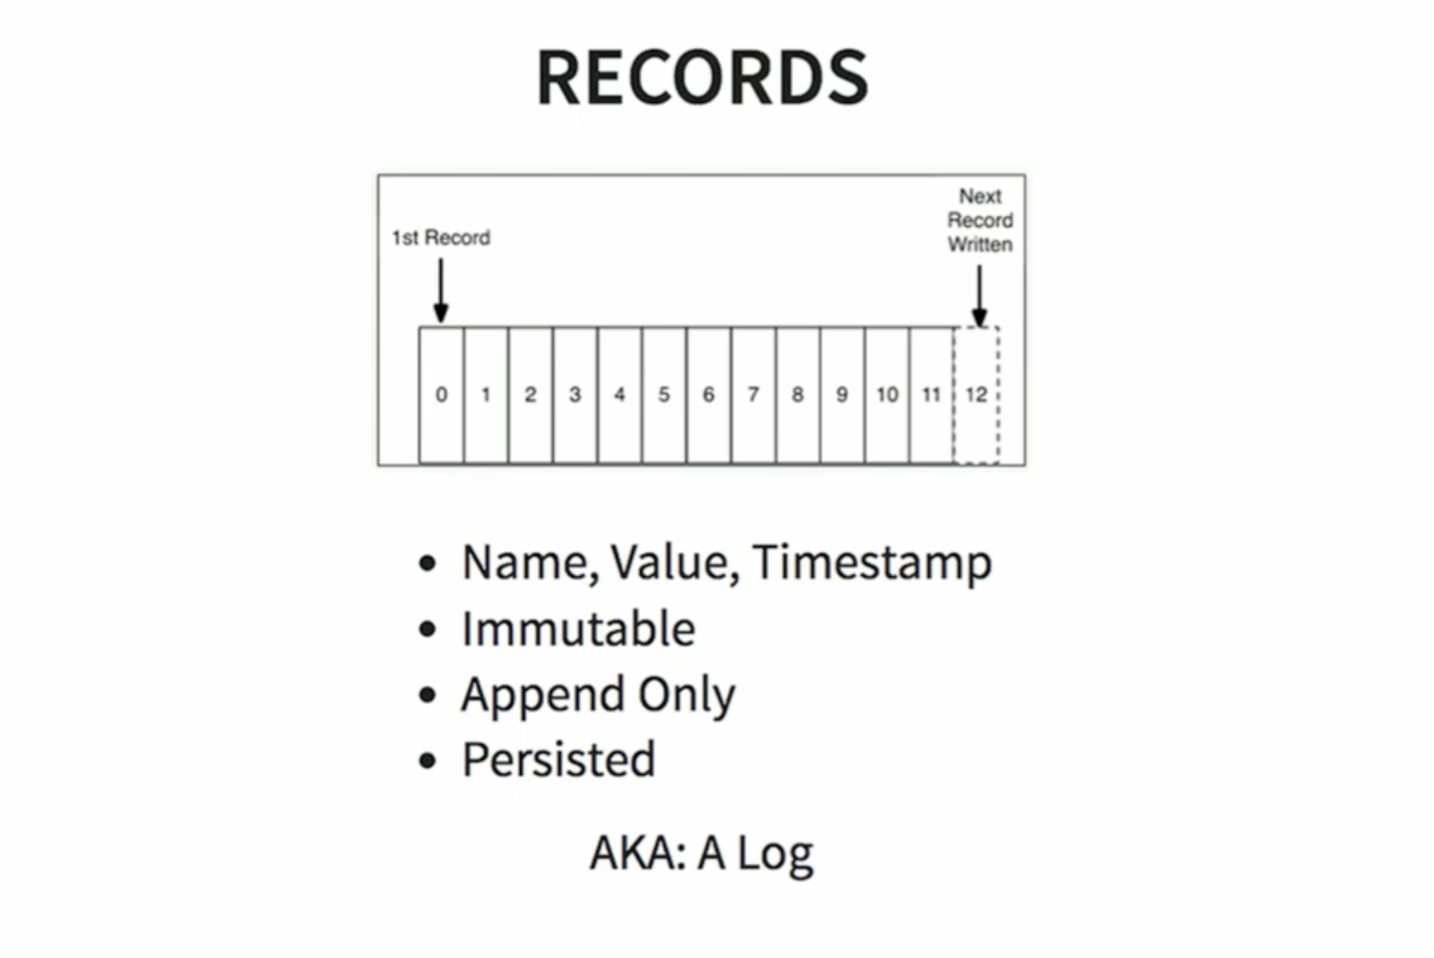 RECORDS
Next
Record
Written
1st Record
0 1 2 3 4 5 6 7 8 9 10 11 12
• Name, Value, Timestamp
• Immutable
• Append Only
• Persisted
AKA: A Log